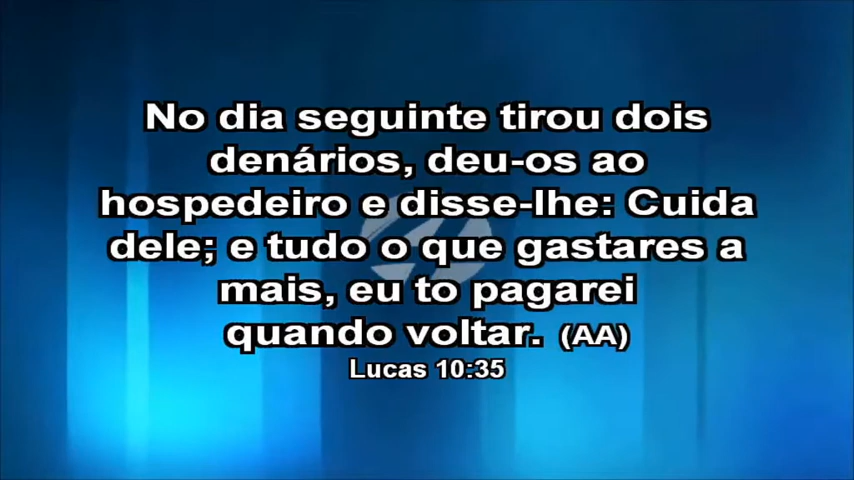 No dia seguinte tirou dois
denários, deu-os ao
hospedeiro e disse-lhe: Cuida
dele; e tudo o que gastares a
mais, eu to pagarei
quando voltar. (AA)
Lucas 10:35